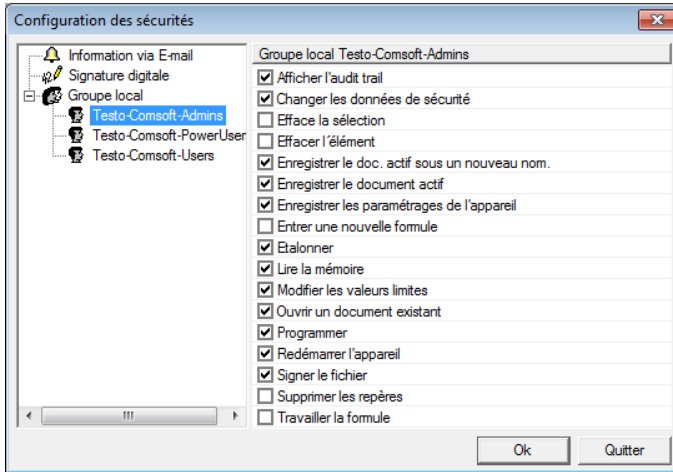 Configuration des sécurités
Information via E-mail
Signature digitale
Groupe local
Testo-Comsoft-Admins
Testo-Comsoft-PowerUser
Testo-Comsoft-Users
Groupe local Testo-Comsoft-Admins
Afficher l'audit trail
Changer les données de sécurité
Efface la sélection
Effacer l´élément
Enregistrer le doc. actif sous un nouveau nom.
Enregistrer le document actif
Enregistrer les paramétrages de l'appareil
Entrer une nouvelle formule
Etalonner
Lire la mémoire
Modifier les valeurs limites
Ouvrir un document existant
Programmer
Redémarrer l'appareil
Signer le fichier
Supprimer les repères
Travailler la formule
Ok
Quitter